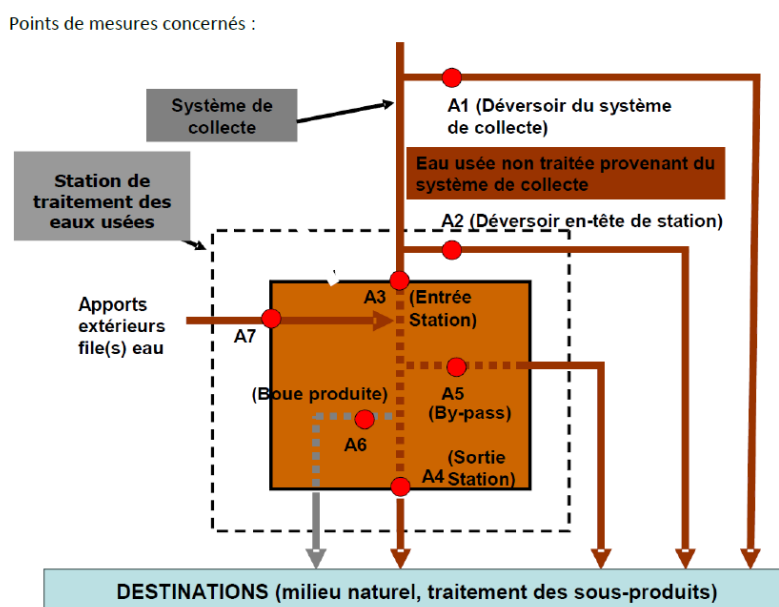 Points de mesures concernés :
Système de
collecte
A1 (Déversoir du système
de collecte)
Station de
traitement des
eaux usées
Eau usée non traitée provenant du
système de collecte
A2 (Déversoir en-tête de station)
Apports
extérieurs
file(s) eau
A7
A3
(Entrée
Station)
(Boue produite)
A6
A5
(By-pass)
(Sortie
Station)
A4
DESTINATIONS (milieu naturel, traitement des sous-produits)